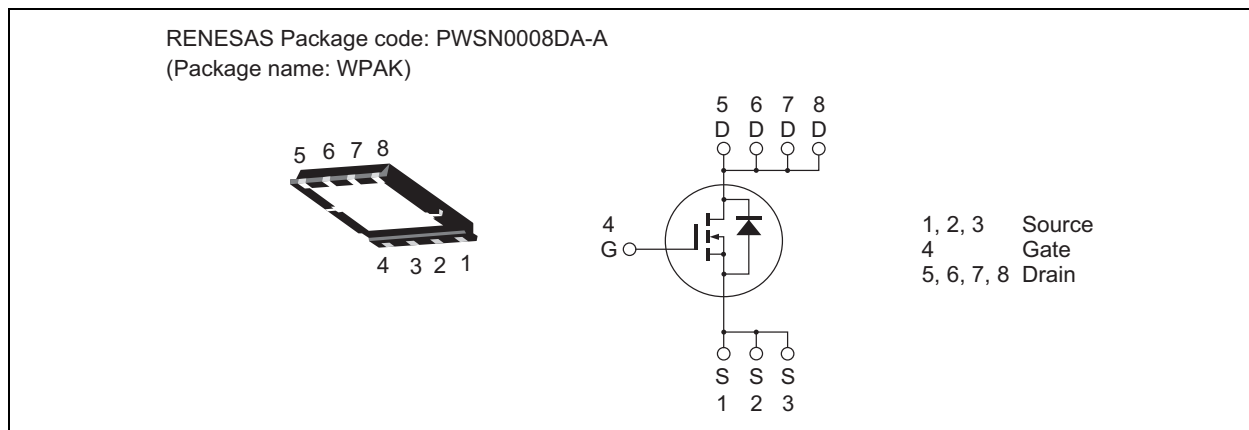 RENESAS Package code: PWSN0008DA-A
(Package name: WPAK)
5 6 7 8
4 3 2 1
5 6 7 8
D D D D
4
G
S S S
1 2 3
1, 2, 3 Source
4 Gate
5, 6, 7, 8 Drain